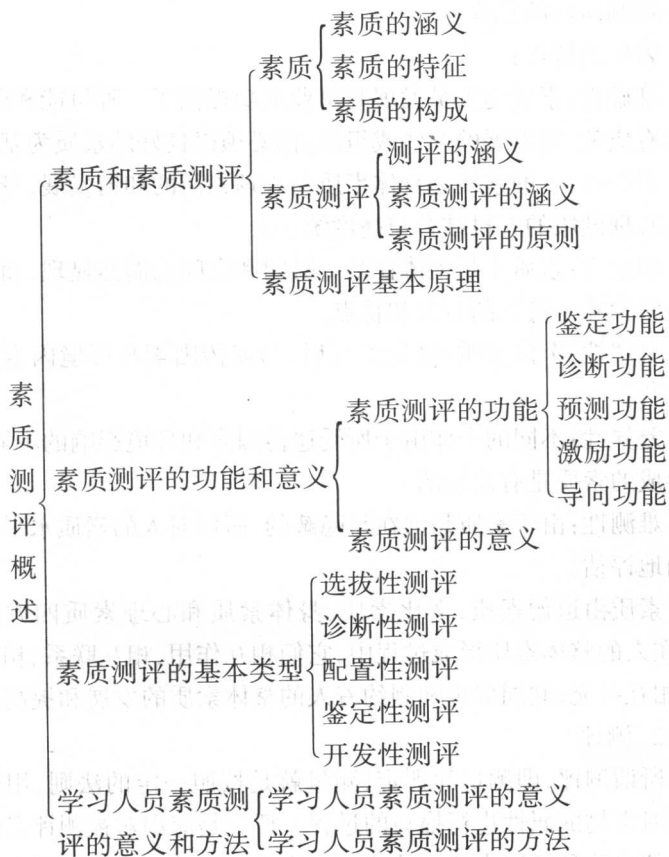 素质测评概述
素质和素质测评
素质
素质的涵义
素质的特征
素质的构成
素质测评
测评的涵义
素质测评的涵义
素质测评的原则
素质测评基本原理
素质测评的功能和意义
素质测评的功能
鉴定功能
诊断功能
预测功能
激励功能
导向功能
素质测评的意义
素质测评的基本类型
选拔性测评
诊断性测评
配置性测评
鉴定性测评
开发性测评
学习人员素质测
评的意义和方法
学习人员素质测评的意义
学习人员素质测评的方法